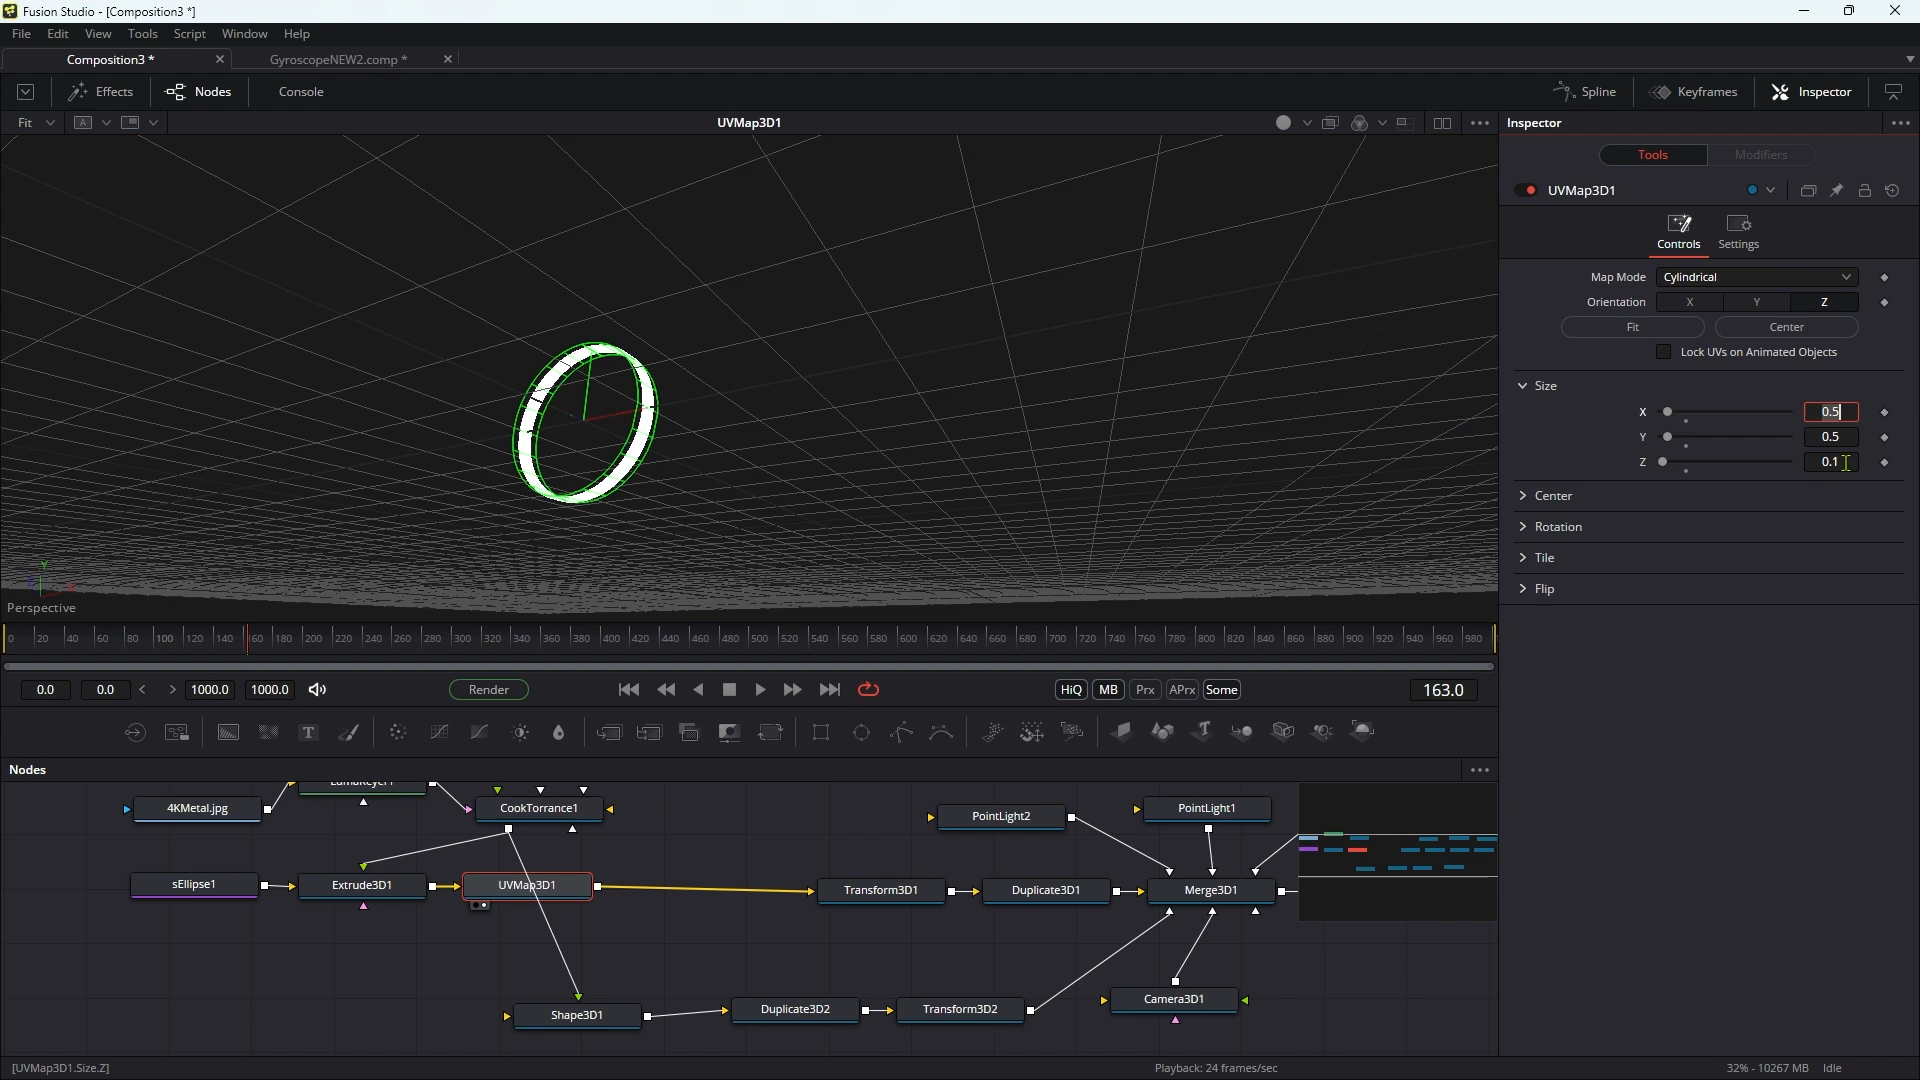 Fusion Studio - [Composition3 *]
File Edit View Tools Script Window Help
Composition3 *
GyroscopeNEW2.comp *
Effects
Nodes
Console
Spline
Keyframes
Inspector
Fit
A
UVMap3D1
Inspector
Tools
Modifiers
UVMap3D1
Controls
Settings
Map Mode
Cylindrical
Orientation
X
Y
Z
Fit
Center
Lock UVs on Animated Objects
Size
X
0.5
Y
0.5
Z
0.1
Center
Rotation
Tile
Flip
Y
Perspective
0 20 40 60 80 100 120 140 160 180 200 220 240 260 280 300 320 340 360 380 400 420 440 460 480 500 520 540 560 580 600 620 640 660 680 700 720 740 760 780 800 820 840 860 880 900 920 940 960 980
0.0
0.0
1000.0
1000.0
Render
HiQ
MB
Prx
APrx
Some
163.0
Nodes
LumaKeyer1
4KMetal.jpg
CookTorrance1
PointLight2
PointLight1
sEllipse1
Extrude3D1
UVMap3D1
Transform3D1
Duplicate3D1
Merge3D1
Shape3D1
Duplicate3D2
Transform3D2
Camera3D1
[UVMap3D1.Size.Z]
Playback: 24 frames/sec
32% - 10267 MB
Idle